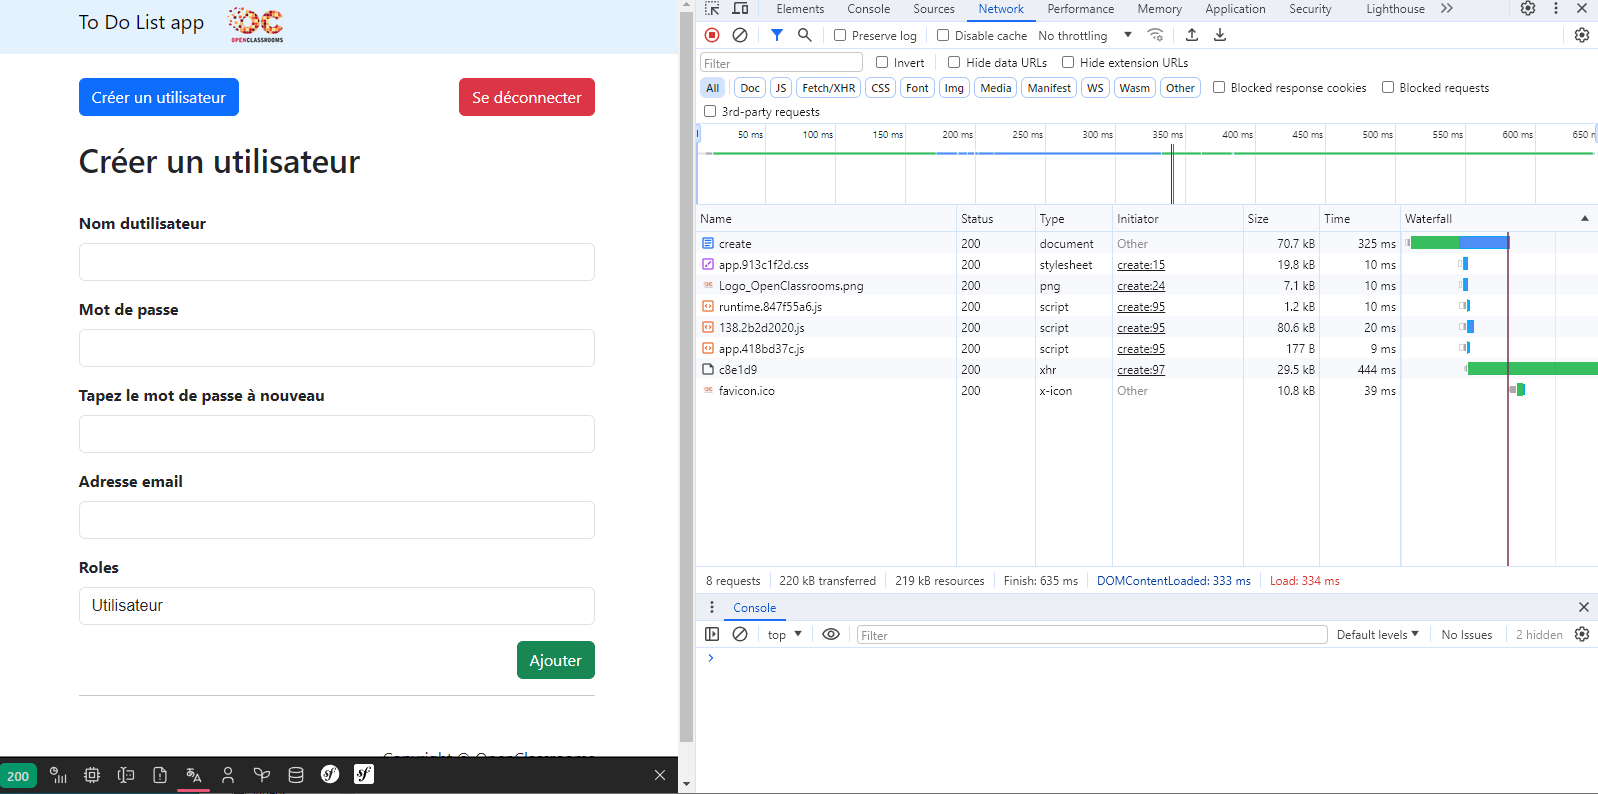 To Do List app
OC
OPENCLASSROOMS
Créer un utilisateur
Se déconnecter
Créer un utilisateur
Nom dutilisateur
Mot de passe
Tapez le mot de passe à nouveau
Adresse email
Roles
Utilisateur
Ajouter
200
sf
sf
Elements Console Sources Network Performance Memory Application Security Lighthouse
Preserve log Disable cache No throttling
Filter Invert Hide data URLs Hide extension URLs
All Doc JS Fetch/XHR CSS Font Img Media Manifest WS Wasm Other Blocked response cookies Blocked requests
3rd-party requests
50 ms 100 ms 150 ms 200 ms 250 ms 300 ms 350 ms 400 ms 450 ms 500 ms 550 ms 600 ms 650
Name Status Type Initiator Size Time Waterfall
create 200 document Other 70.7 kB 325 ms
app.913c1f2d.css 200 stylesheet create:15 19.8 kB 10 ms
Logo_OpenClassrooms.png 200 png create:24 7.1 kB 10 ms
runtime.847f55a6.js 200 script create:95 1.2 kB 10 ms
138.2b2d2020.js 200 script create:95 80.6 kB 20 ms
app.418bd37c.js 200 script create:95 177 B 9 ms
c8e1d9 200 xhr create:97 29.5 kB 444 ms
favicon.ico 200 x-icon Other 10.8 kB 39 ms
8 requests 220 kB transferred 219 kB resources Finish: 635 ms DOMContentLoaded: 333 ms Load: 334 ms
Console
top Filter Default levels No Issues 2 hidden